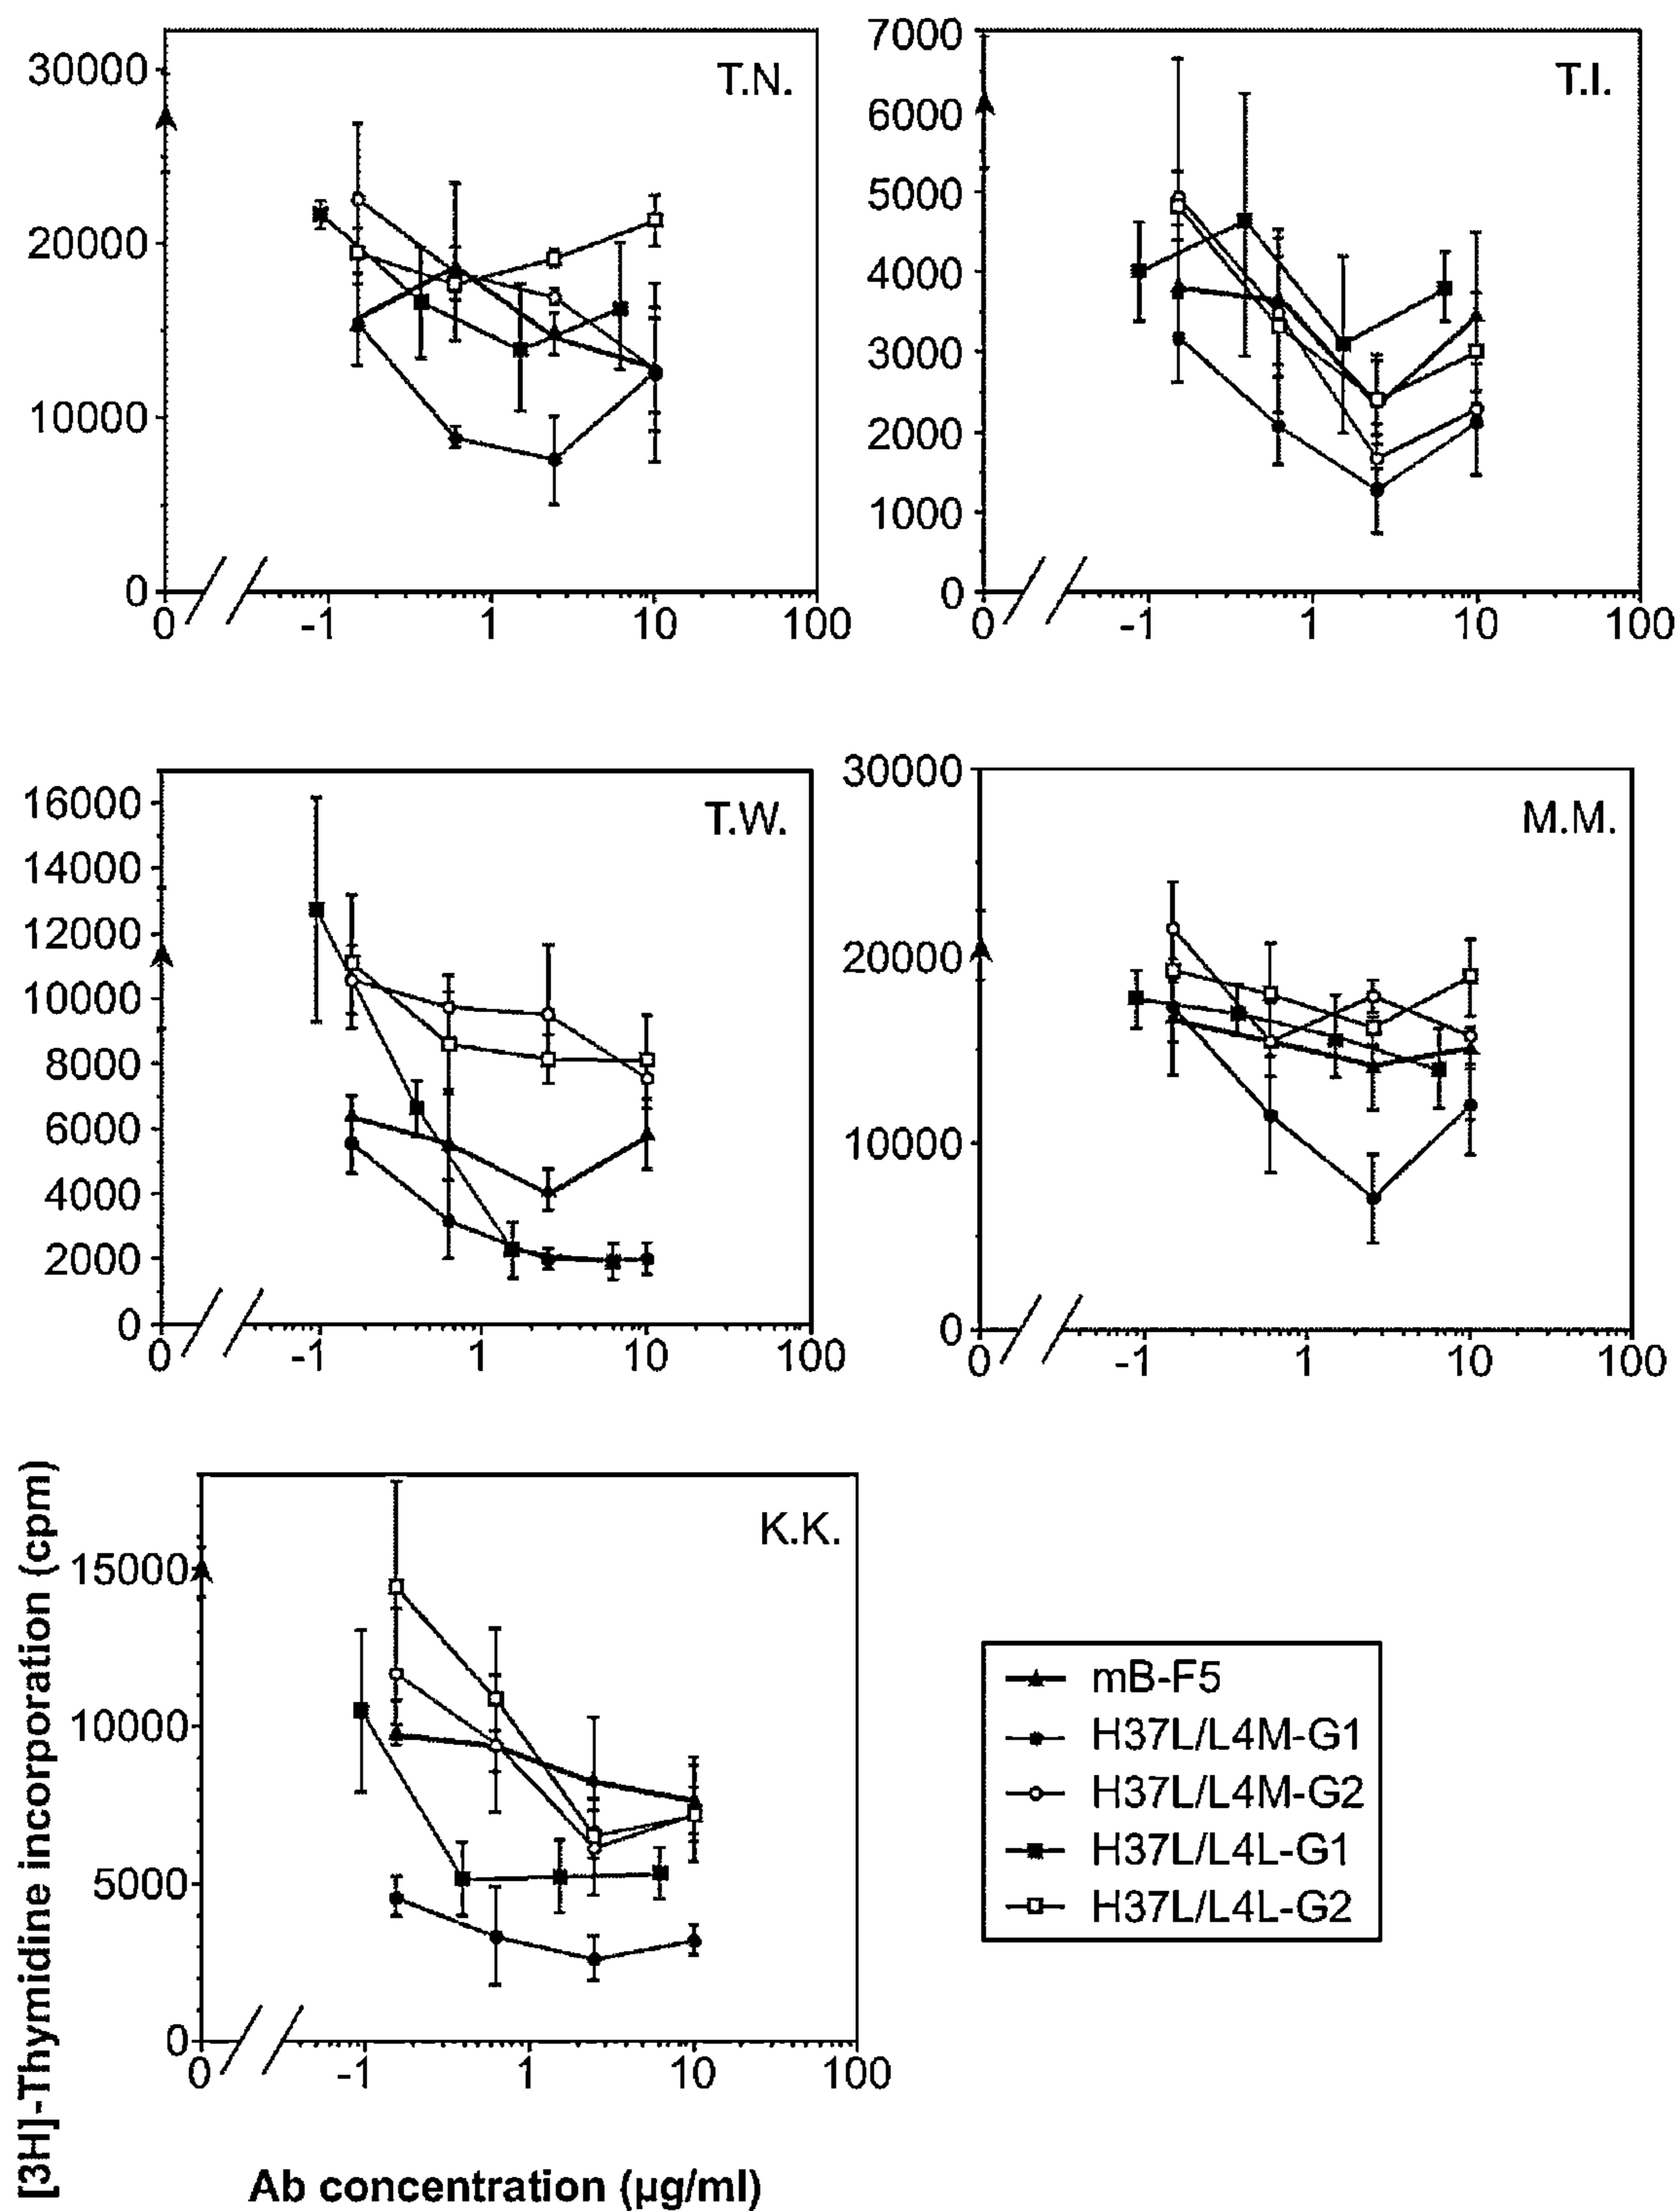 T.N.
30000
20000
10000
0
0 -1 1 10 100
T.I.
7000
6000
5000
4000
3000
2000
1000
0
0 -1 1 10 100
T.W.
16000
14000
12000
10000
8000
6000
4000
2000
0
0 -1 1 10 100
M.M.
30000
20000
10000
0
0 -1 1 10 100
K.K.
15000
10000
5000
0
0 -1 1 10 100
[3H]-Thymidine incorporation (cpm)
Ab concentration (µg/ml)
mB-F5
H37L/L4M-G1
H37L/L4M-G2
H37L/L4L-G1
H37L/L4L-G2